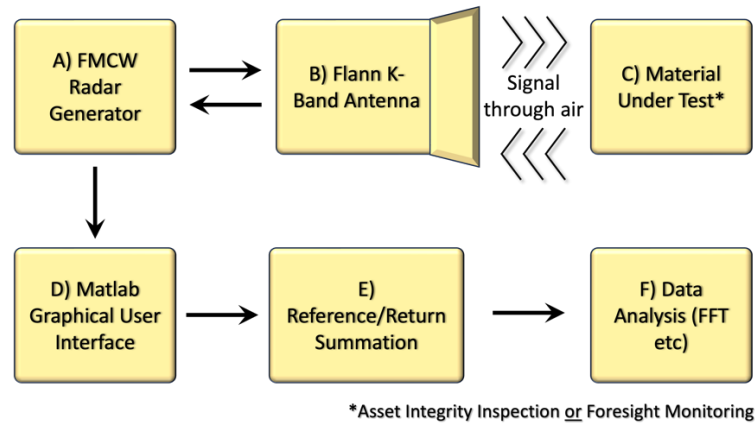 A) FMCW
Radar
Generator
B) Flann K-
Band Antenna
Signal
through air
C) Material
Under Test*
D) Matlab
Graphical User
Interface
E)
Reference/Return
Summation
F) Data
Analysis (FFT
etc)
*Asset Integrity Inspection or Foresight Monitoring